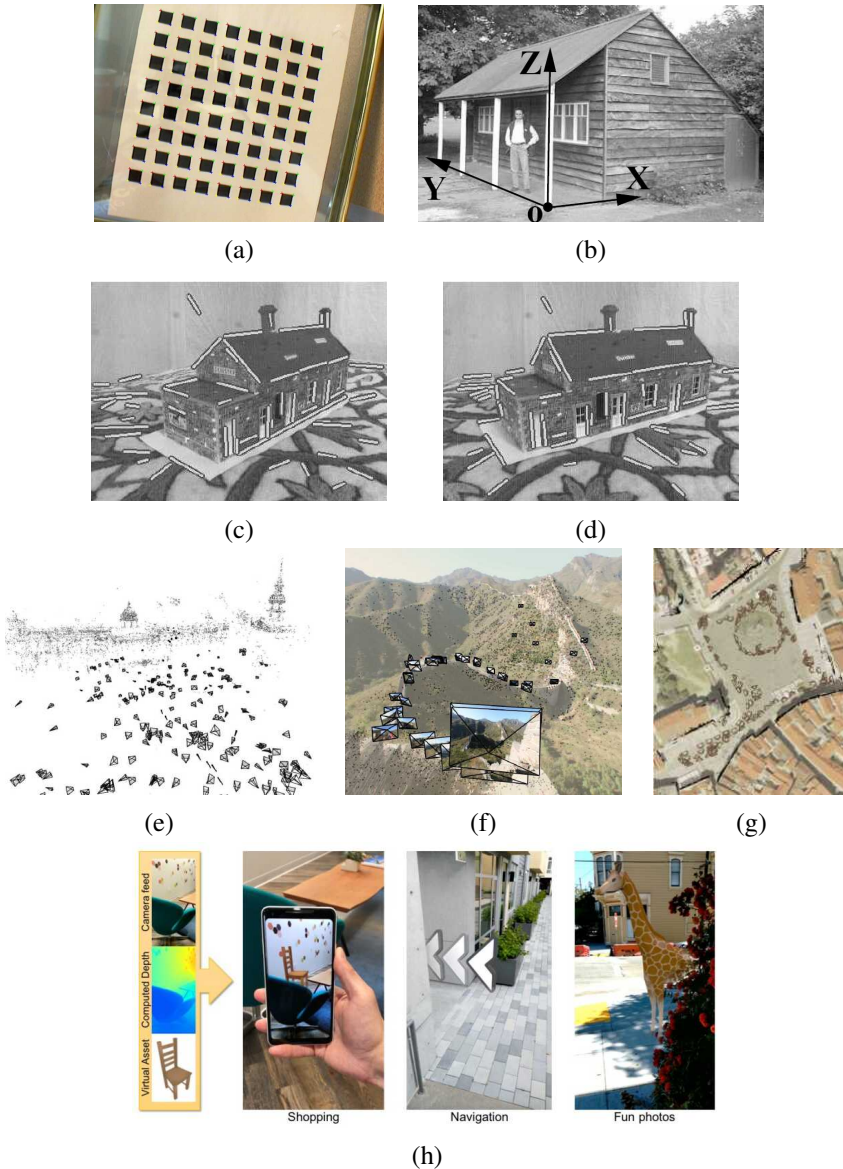 (a)
(b)
Z
Y
X
o
(c)
(d)
(e)
(f)
(g)
Camera feed
Computed Depth
Virtual Asset
Shopping
Navigation
Fun photos
(h)